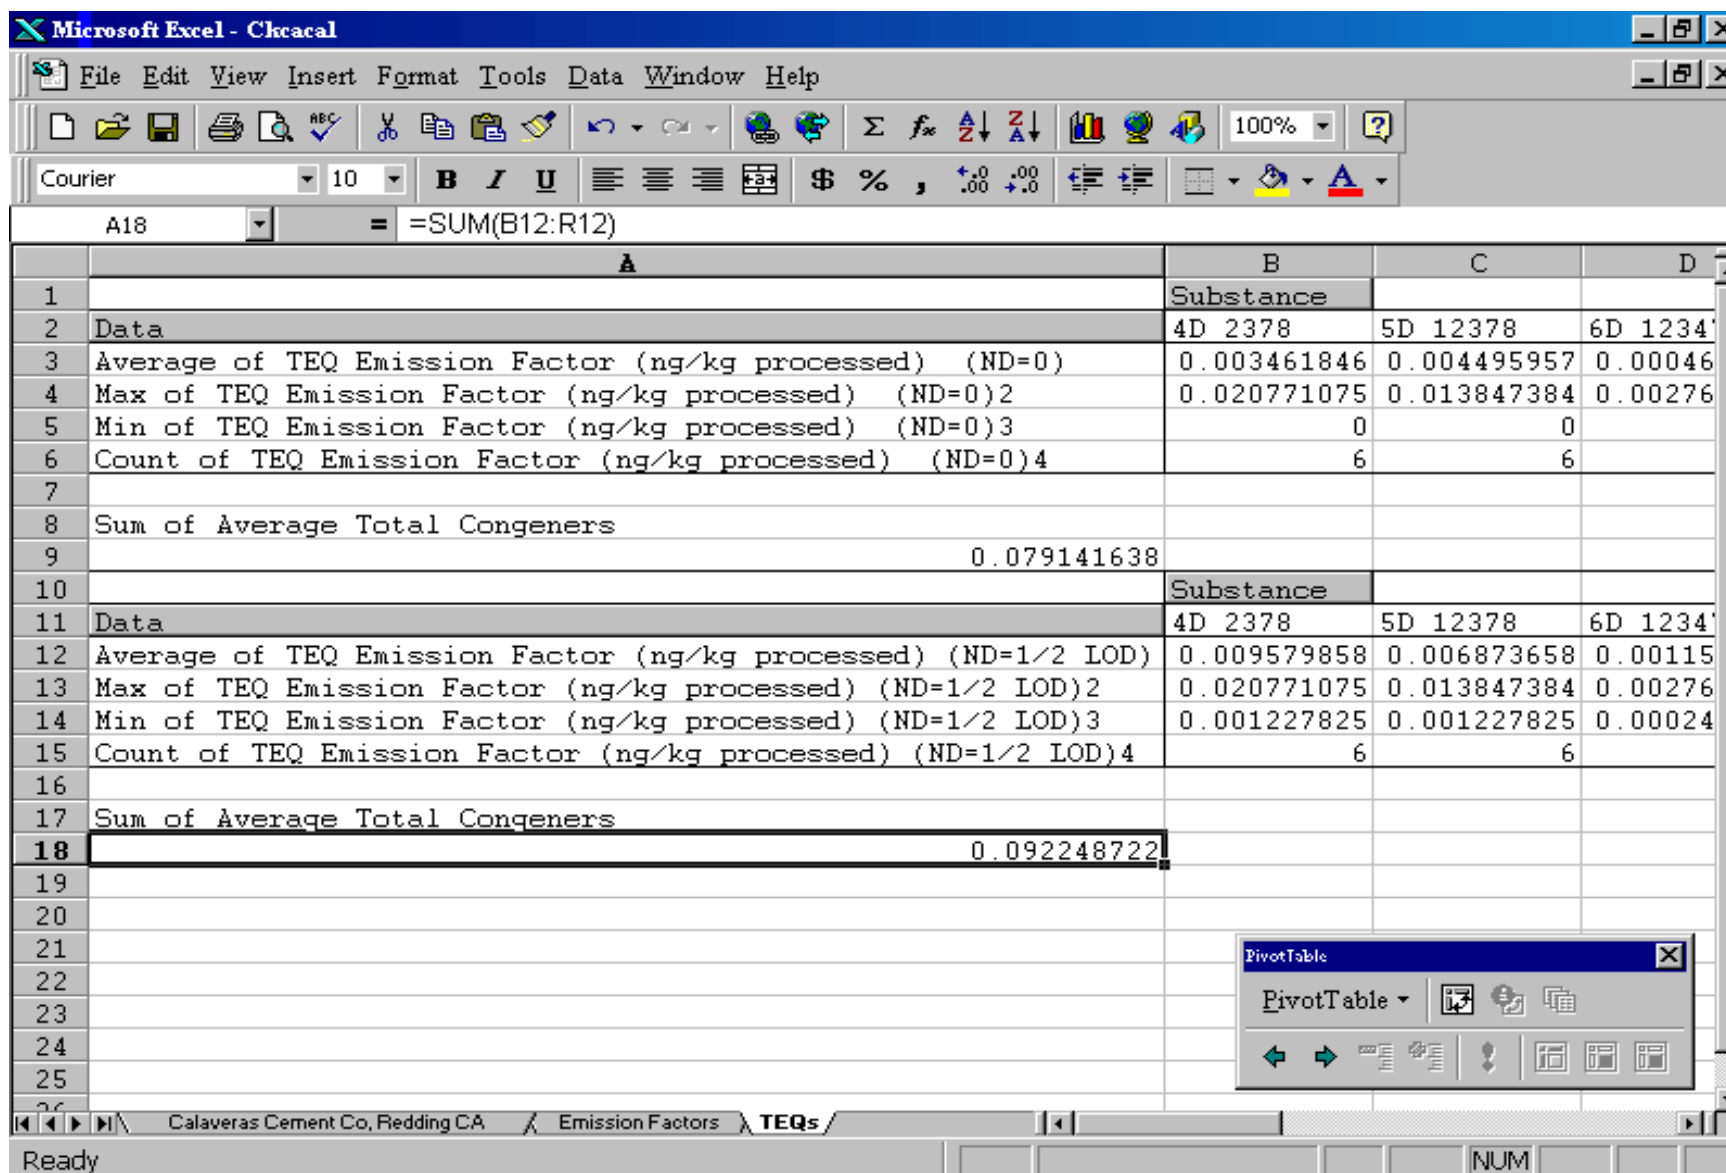 Microsoft Excel - Ckcacal
File Edit View Insert Format Tools Data Window Help
100%
Courier 10 B I U $ % ,
A18 = =SUM(B12:R12)
A B C D
1 Substance
2 Data 4D 2378 5D 12378 6D 1234
3 Average of TEQ Emission Factor (ng/kg processed) (ND=0) 0.003461846 0.004495957 0.00046
4 Max of TEQ Emission Factor (ng/kg processed) (ND=0)2 0.020771075 0.013847384 0.00276
5 Min of TEQ Emission Factor (ng/kg processed) (ND=0)3 0 0
6 Count of TEQ Emission Factor (ng/kg processed) (ND=0)4 6 6
7
8 Sum of Average Total Congeners
9 0.079141638
10 Substance
11 Data 4D 2378 5D 12378 6D 1234
12 Average of TEQ Emission Factor (ng/kg processed) (ND=1/2 LOD) 0.009579858 0.006873658 0.00115
13 Max of TEQ Emission Factor (ng/kg processed) (ND=1/2 LOD)2 0.020771075 0.013847384 0.00276
14 Min of TEQ Emission Factor (ng/kg processed) (ND=1/2 LOD)3 0.001227825 0.001227825 0.00024
15 Count of TEQ Emission Factor (ng/kg processed) (ND=1/2 LOD)4 6 6
16
17 Sum of Average Total Congeners
18 0.092248722
19
20
21
22
23
24
25
PivotTable
PivotTable
Calaveras Cement Co, Redding CA Emission Factors TEQs
Ready NUM